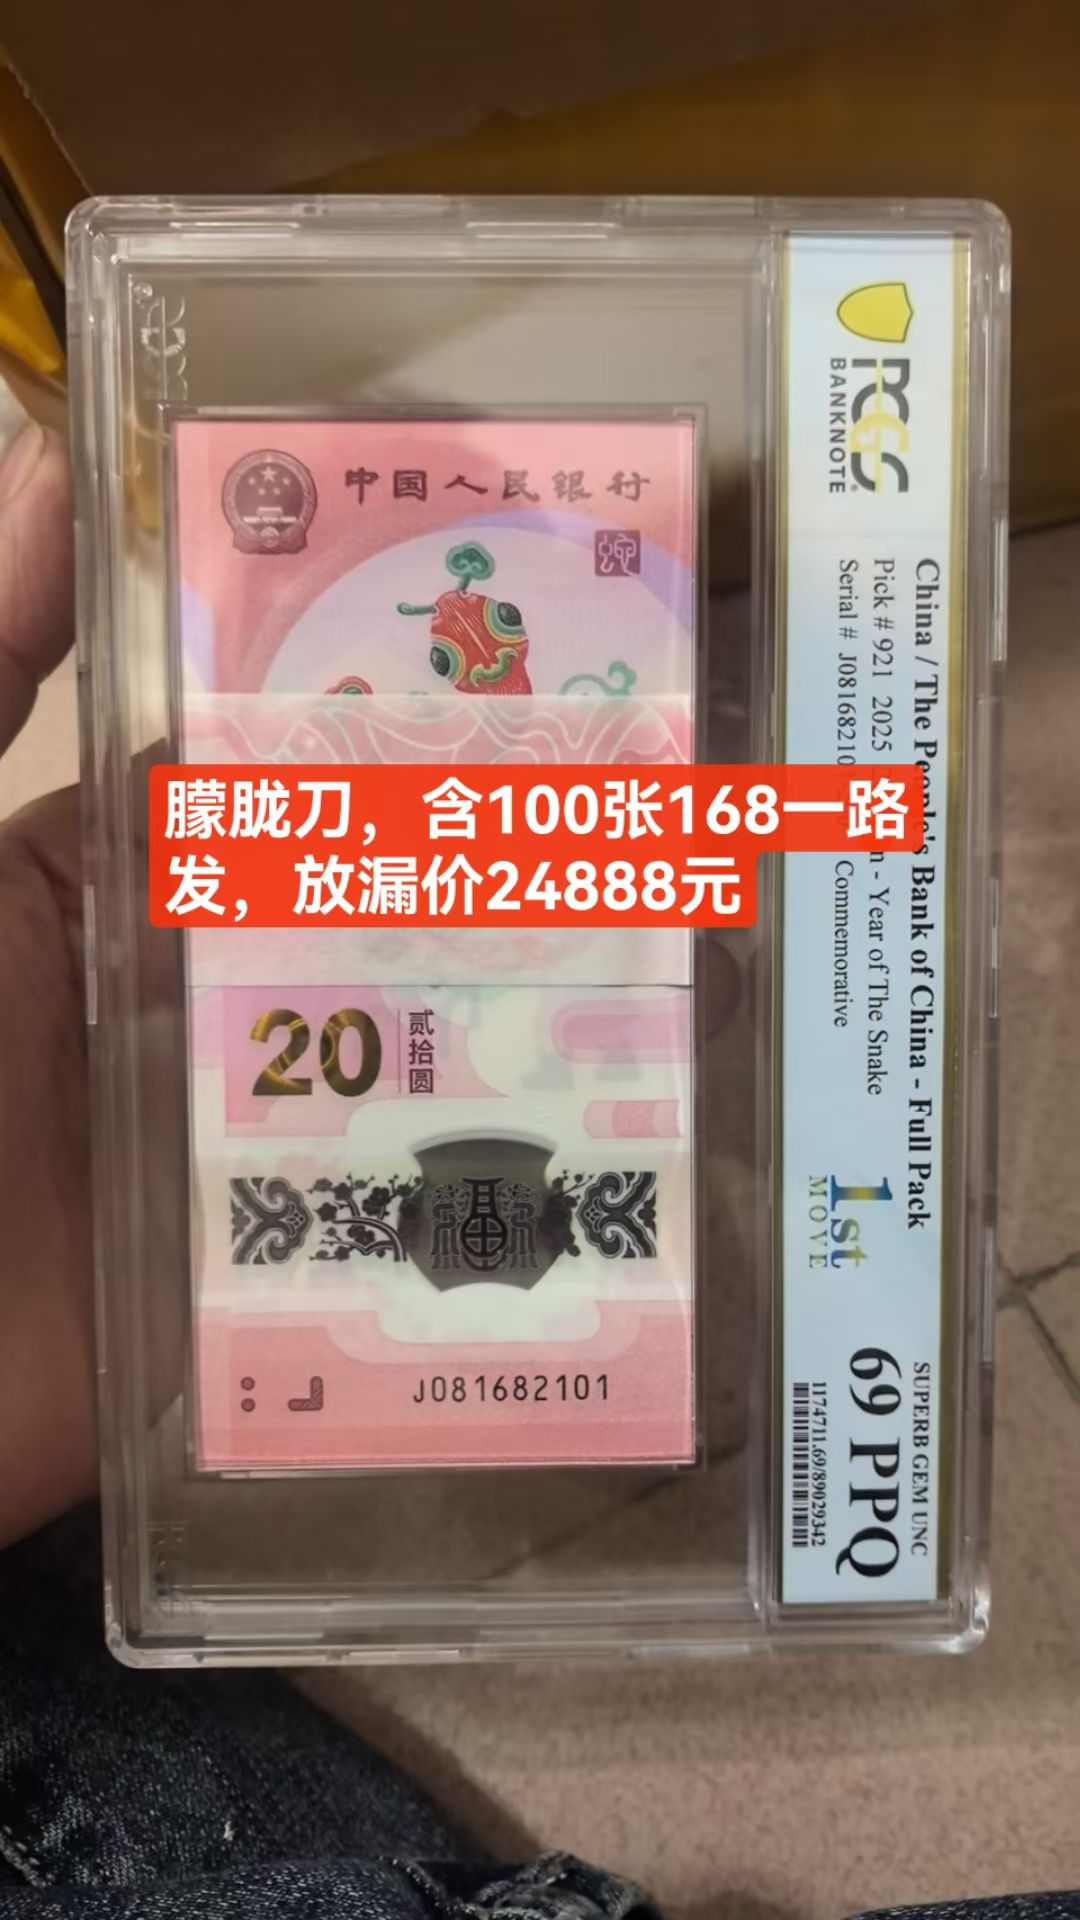 中国人民银行
蛇
朦胧刀，含100张168一路
发，放漏价24888元
20
贰拾圆
J081682101
PCGS
BANKNOTE
China / The People's Bank of China - Full Pack
Pick # 921 2025 - Year of The Snake
Serial # J08168210 Commemorative
1st
MOVE
SUPERB GEM UNC
69 PPQ
1174711.69/89029342